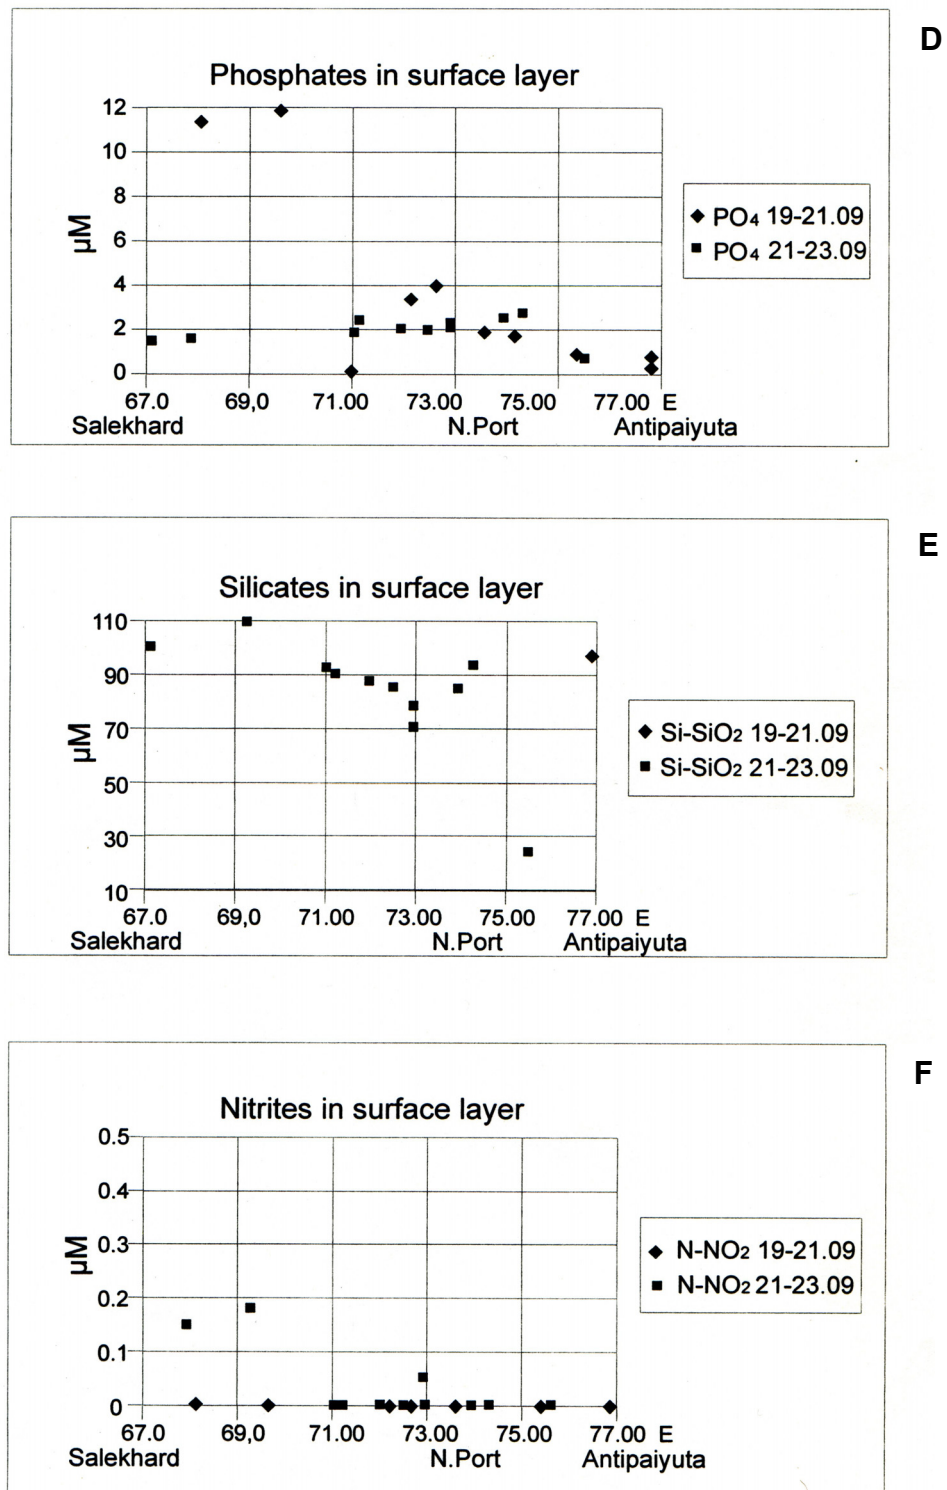 D
Phosphates in surface layer
12
10
8
6
4
2
0
µM
67.0 69,0 71.00 73.00 75.00 77.00 E
Salekhard N.Port Antipaiyuta
PO4 19-21.09
PO4 21-23.09
E
Silicates in surface layer
110
90
70
50
30
10
µM
67.0 69,0 71.00 73.00 75.00 77.00 E
Salekhard N.Port Antipaiyuta
Si-SiO2 19-21.09
Si-SiO2 21-23.09
F
Nitrites in surface layer
0.5
0.4
0.3
0.2
0.1
0
µM
67.0 69,0 71.00 73.00 75.00 77.00 E
Salekhard N.Port Antipaiyuta
N-NO2 19-21.09
N-NO2 21-23.09